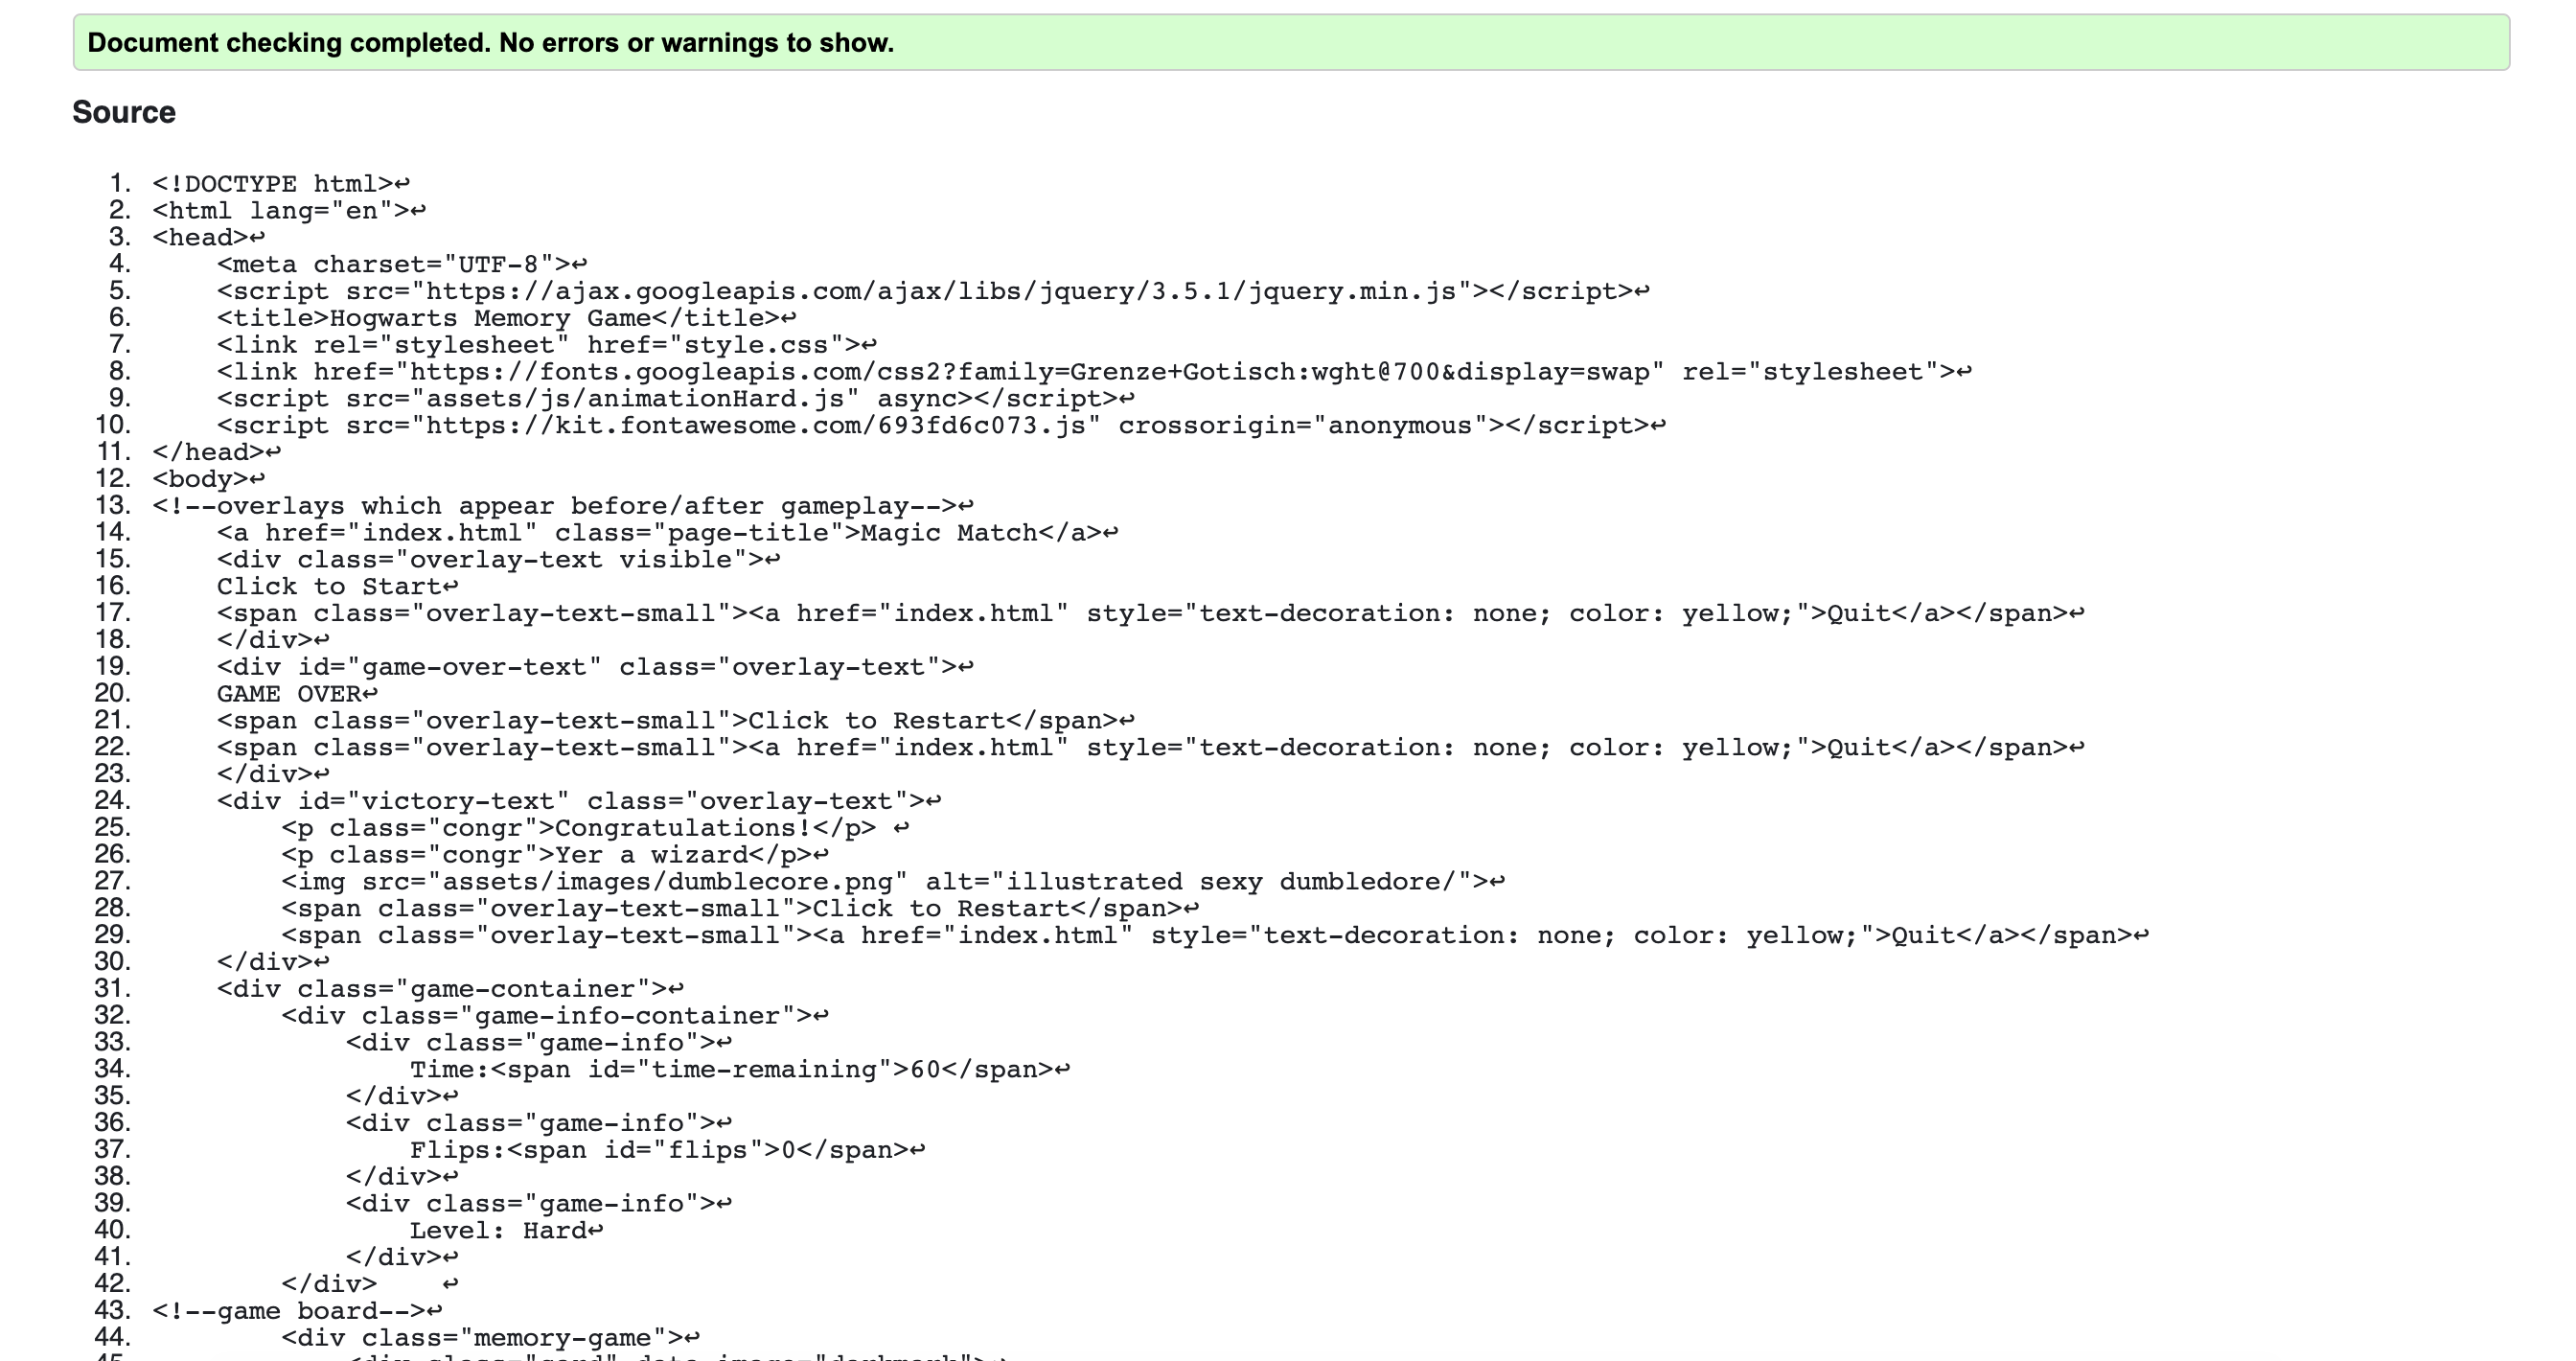 Document checking completed. No errors or warnings to show.
Source
1. <!DOCTYPE html>↩
2. <html lang="en">↩
3. <head>↩
4.     <meta charset="UTF-8">↩
5.     <script src="https://ajax.googleapis.com/ajax/libs/jquery/3.5.1/jquery.min.js"></script>↩
6.     <title>Hogwarts Memory Game</title>↩
7.     <link rel="stylesheet" href="style.css">↩
8.     <link href="https://fonts.googleapis.com/css2?family=Grenze+Gotisch:wght@700&display=swap" rel="stylesheet">↩
9.     <script src="assets/js/animationHard.js" async></script>↩
10.     <script src="https://kit.fontawesome.com/693fd6c073.js" crossorigin="anonymous"></script>↩
11. </head>↩
12. <body>↩
13. <!--overlays which appear before/after gameplay-->↩
14.     <a href="index.html" class="page-title">Magic Match</a>↩
15.     <div class="overlay-text visible">↩
16.     Click to Start↩
17.     <span class="overlay-text-small"><a href="index.html" style="text-decoration: none; color: yellow;">Quit</a></span>↩
18.     </div>↩
19.     <div id="game-over-text" class="overlay-text">↩
20.     GAME OVER↩
21.     <span class="overlay-text-small">Click to Restart</span>↩
22.     <span class="overlay-text-small"><a href="index.html" style="text-decoration: none; color: yellow;">Quit</a></span>↩
23.     </div>↩
24.     <div id="victory-text" class="overlay-text">↩
25.         <p class="congr">Congratulations!</p> ↩
26.         <p class="congr">Yer a wizard</p>↩
27.         <img src="assets/images/dumblecore.png" alt="illustrated sexy dumbledore/">↩
28.         <span class="overlay-text-small">Click to Restart</span>↩
29.         <span class="overlay-text-small"><a href="index.html" style="text-decoration: none; color: yellow;">Quit</a></span>↩
30.     </div>↩
31.     <div class="game-container">↩
32.         <div class="game-info-container">↩
33.             <div class="game-info">↩
34.                 Time:<span id="time-remaining">60</span>↩
35.             </div>↩
36.             <div class="game-info">↩
37.                 Flips:<span id="flips">0</span>↩
38.             </div>↩
39.             <div class="game-info">↩
40.                 Level: Hard↩
41.             </div>↩
42.         </div>    ↩
43. <!--game board-->↩
44.         <div class="memory-game">↩